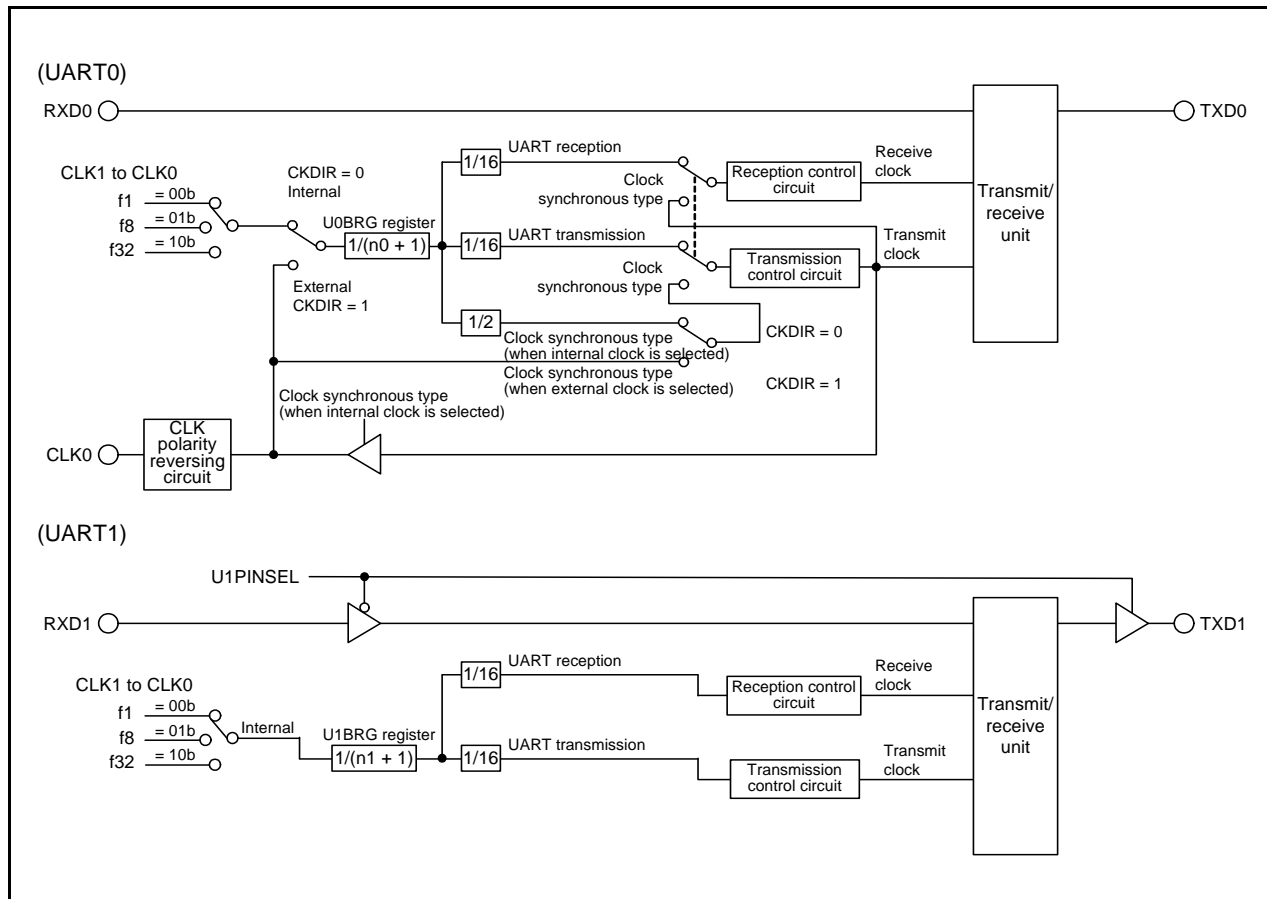 (UART0)
RXD0
TXD0
CLK1 to CLK0
f1
= 00b
f8
= 01b
f32
= 10b
CKDIR = 0
Internal
External
CKDIR = 1
U0BRG register
1/(n0 + 1)
1/16
UART reception
Clock
synchronous type
1/16
UART transmission
Clock
synchronous type
1/2
Clock synchronous type
(when internal clock is selected)
Clock synchronous type
(when external clock is selected)
CKDIR = 0
CKDIR = 1
Reception control
circuit
Receive
clock
Transmission
control circuit
Transmit
clock
Transmit/
receive
unit
Clock synchronous type
(when internal clock is selected)
CLK0
CLK
polarity
reversing
circuit
(UART1)
U1PINSEL
RXD1
TXD1
CLK1 to CLK0
f1
= 00b
f8
= 01b
f32
= 10b
Internal
U1BRG register
1/(n1 + 1)
1/16
UART reception
1/16
UART transmission
Reception control
circuit
Receive
clock
Transmission
control circuit
Transmit
clock
Transmit/
receive
unit